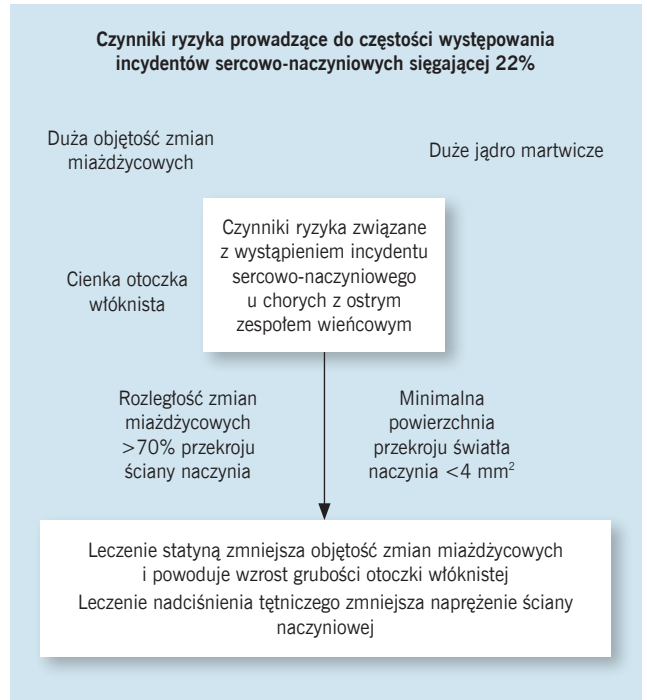 Czynniki ryzyka prowadzące do częstości występowania
incydentów sercowo-naczyniowych sięgającej 22%
Duża objętość zmian
miażdżycowych
Duże jądro martwicze
Czynniki ryzyka związane
z wystąpieniem incydentu
sercowo-naczyniowego
u chorych z ostrym
zespołem wieńcowym
Cienka otoczka
włóknista
Rozległość zmian
miażdżycowych
>70% przekroju
ściany naczynia
Minimalna
powierzchnia
przekroju światła
naczynia <4 mm²
Leczenie statyną zmniejsza objętość zmian miażdżycowych
i powoduje wzrost grubości otoczki włóknistej
Leczenie nadciśnienia tętniczego zmniejsza naprężenie ściany
naczyniowej